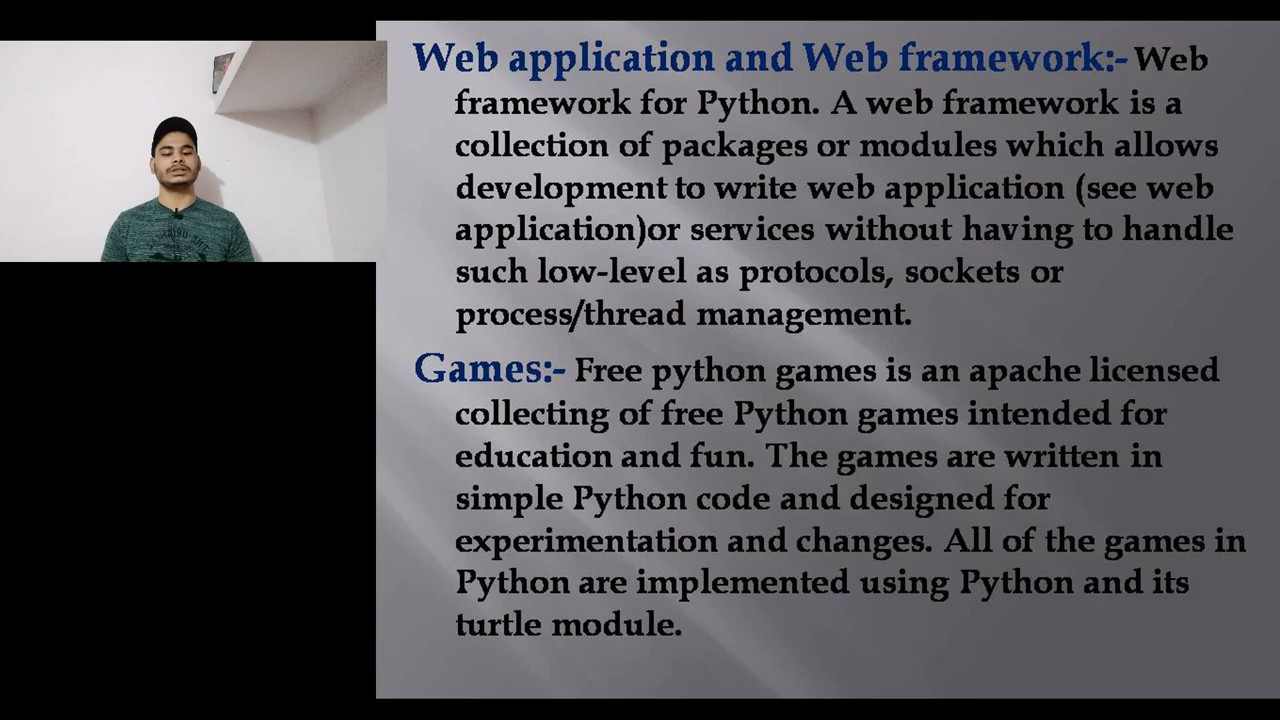 Web application and Web framework:- Web
framework for Python. A web framework is a
collection of packages or modules which allows
development to write web application (see web
application)or services without having to handle
such low-level as protocols, sockets or
process/thread management.
Games:- Free python games is an apache licensed
collecting of free Python games intended for
education and fun. The games are written in
simple Python code and designed for
experimentation and changes. All of the games in
Python are implemented using Python and its
turtle module.